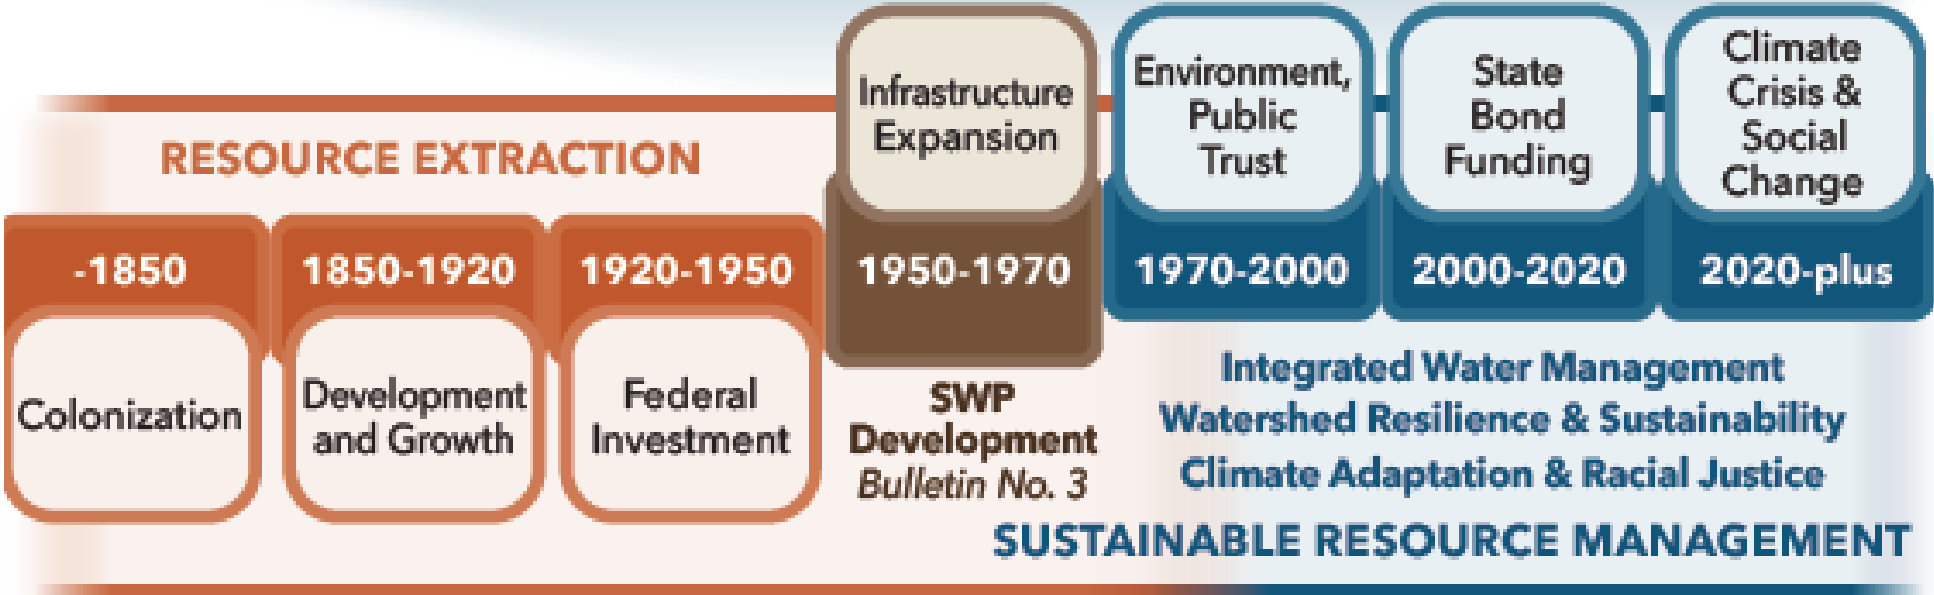 RESOURCE EXTRACTION
-1850
Colonization
1850-1920
Development
and Growth
1920-1950
Federal
Investment
Infrastructure
Expansion
1950-1970
SWP
Development
Bulletin No. 3
Environment,
Public
Trust
1970-2000
State
Bond
Funding
2000-2020
Climate
Crisis &
Social
Change
2020-plus
Integrated Water Management
Watershed Resilience & Sustainability
Climate Adaptation & Racial Justice
SUSTAINABLE RESOURCE MANAGEMENT